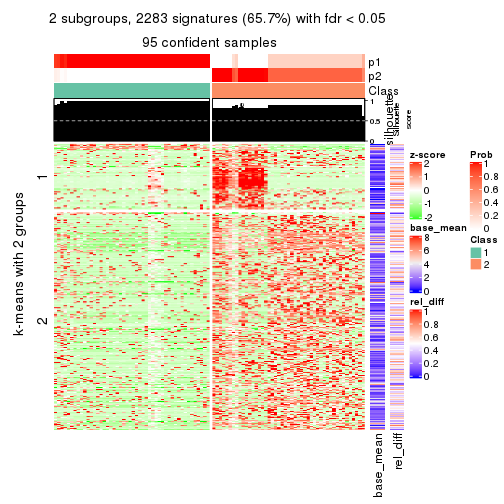 2 subgroups, 2283 signatures (65.7%) with fdr < 0.05
95 confident samples
p1
p2
Class
1
0.5
0
silhouette
Silhouette
score
k-means with 2 groups
1
2
base_mean
rel_diff
z-score
2
1
0
-1
-2
base_mean
8
6
4
2
0
rel_diff
1
0.8
0.6
0.4
0.2
0
Prob
1
0.8
0.6
0.4
0.2
0
Class
1
2